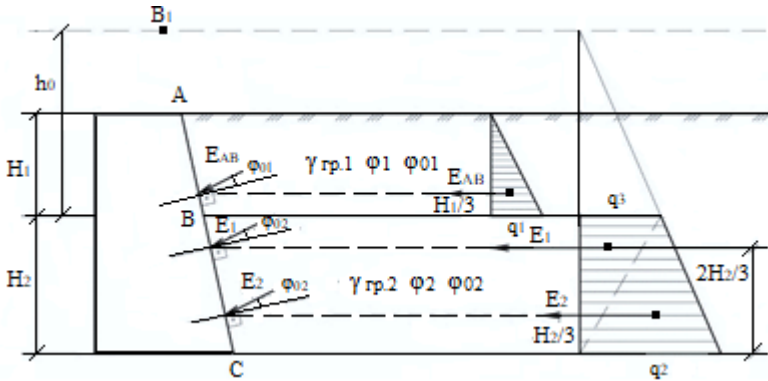 B1
h0
A
H1
EAB φ01 γ гр.1 φ1 φ01 EAB
H1/3
B E1 φ02 q1 E1 q3
H2
E2 φ02 γ гр.2 φ2 φ02 E2 2H2/3
H2/3
C q2